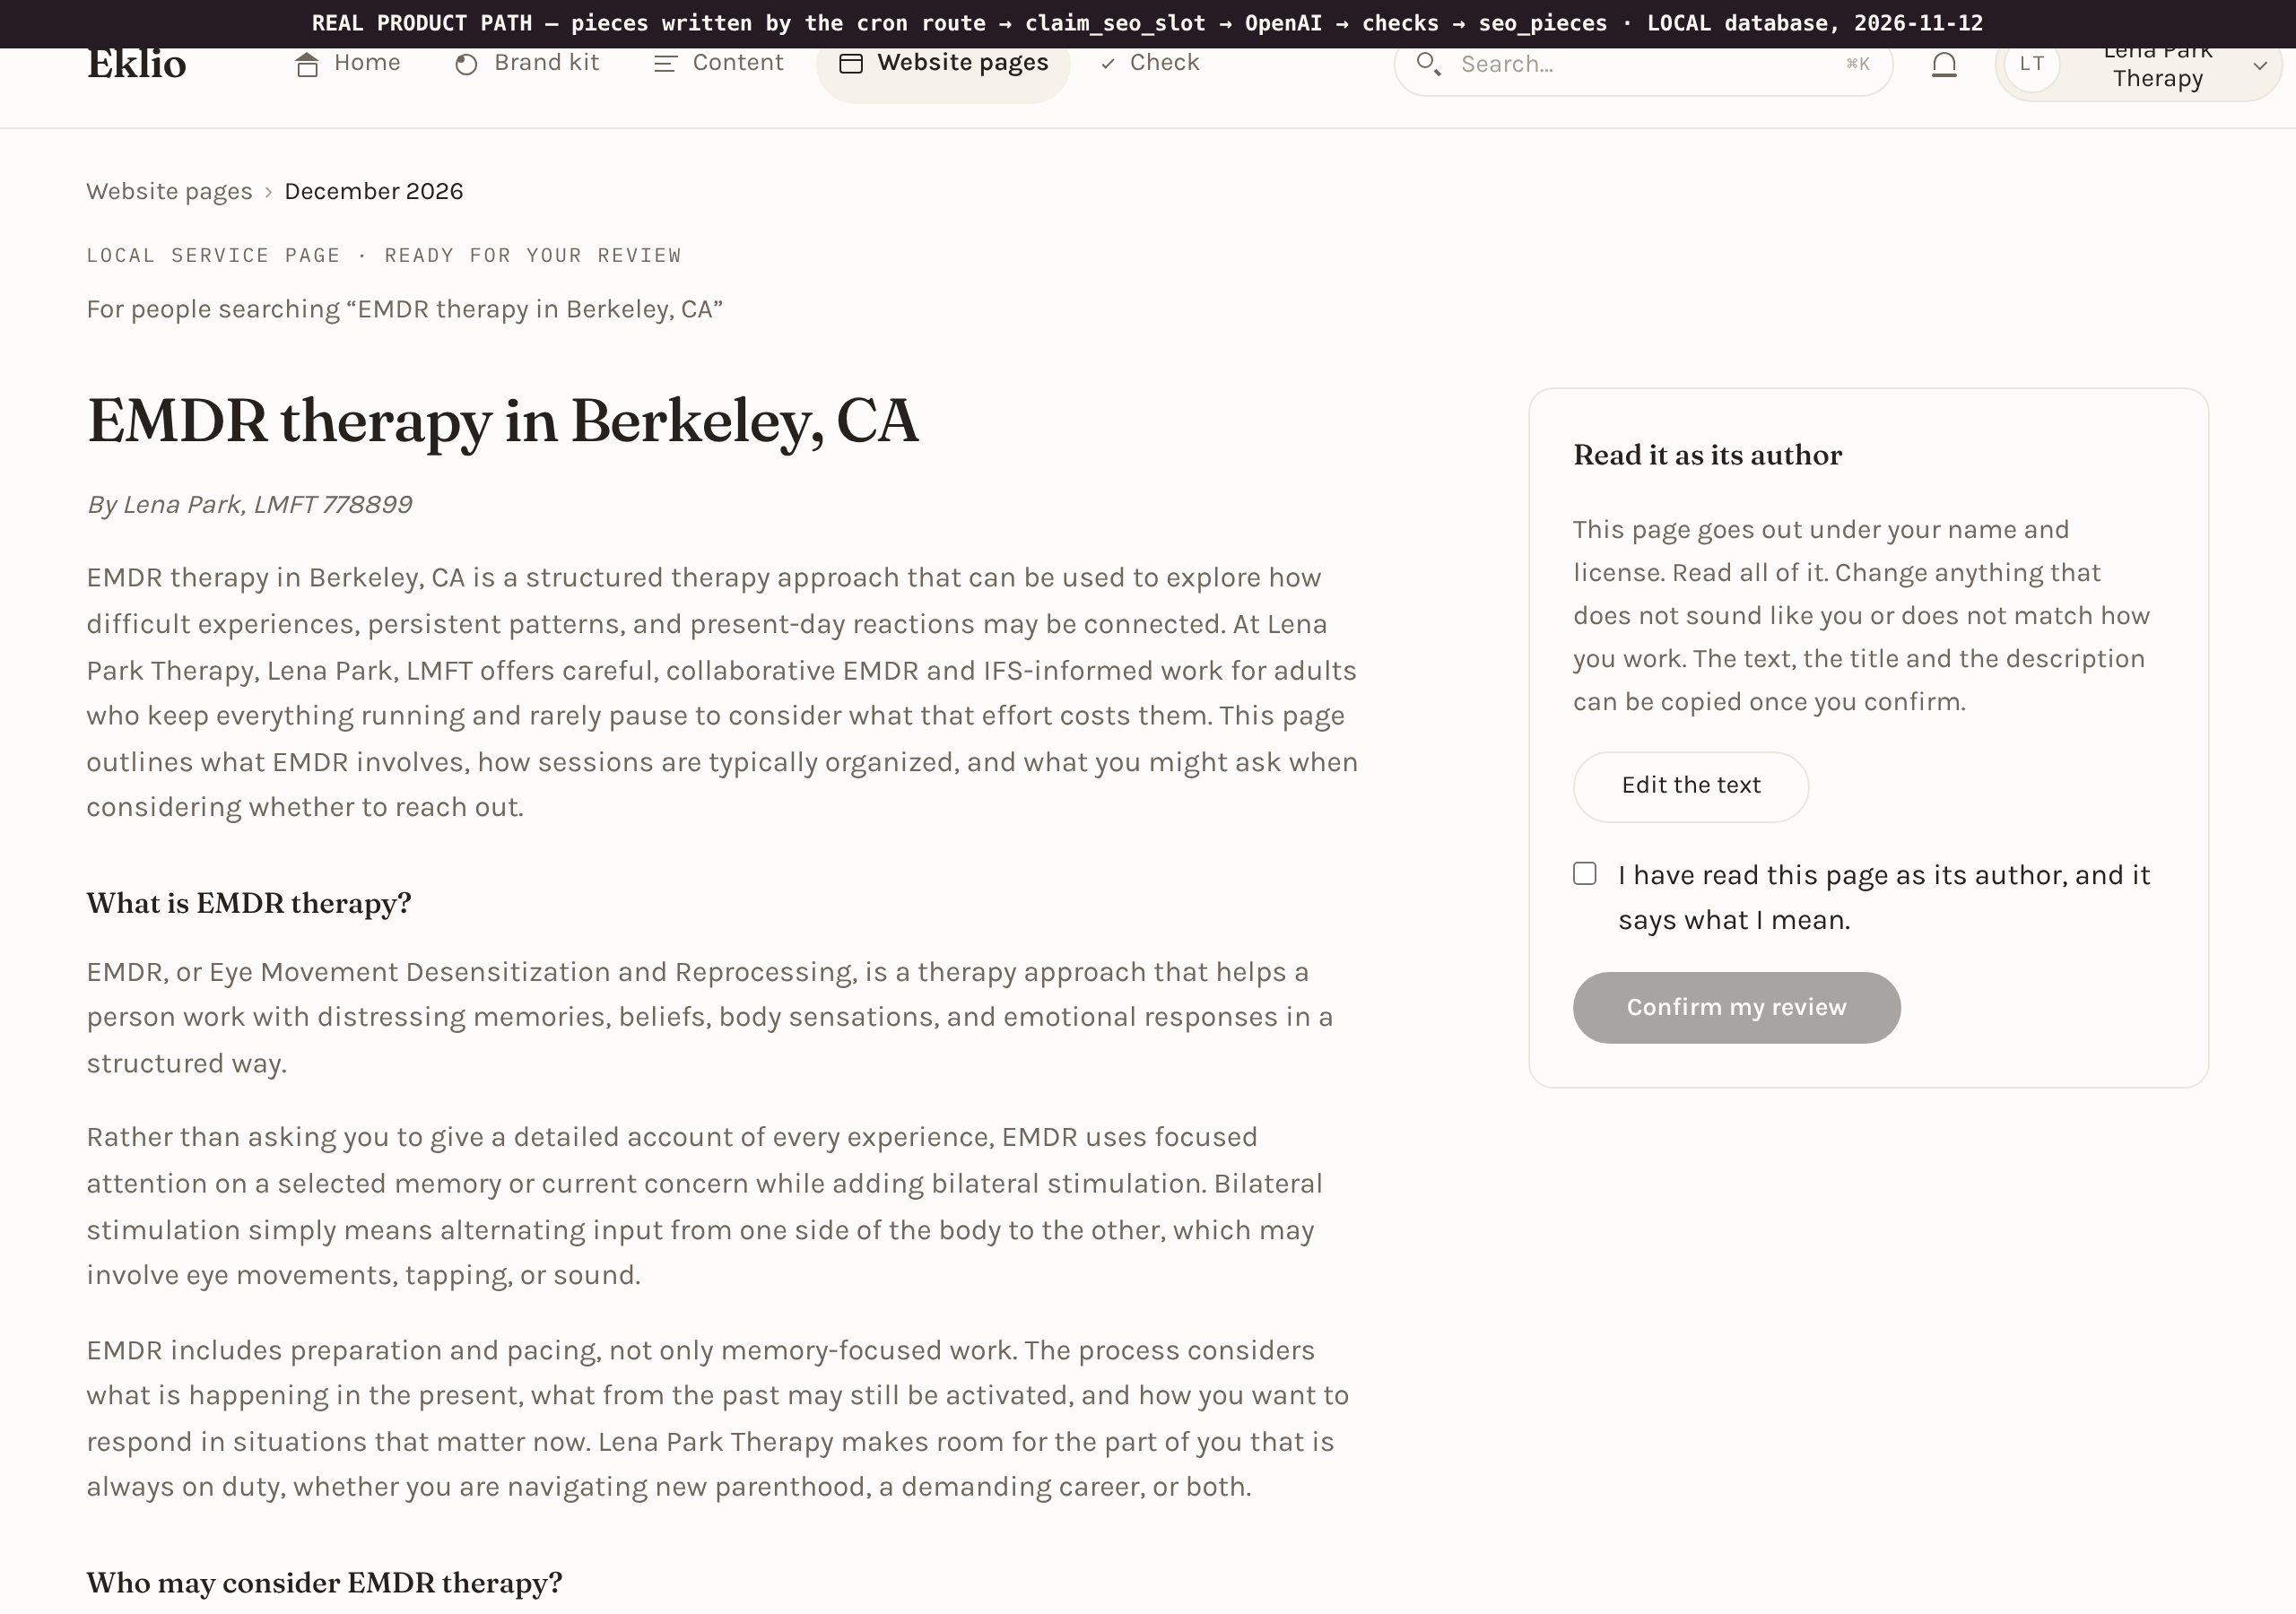 REAL PRODUCT PATH — pieces written by the cron route → claim_seo_slot → OpenAI → checks → seo_pieces · LOCAL database, 2026-11-12
Eklio
Home
Brand kit
Content
Website pages
Check
Search...
⌘K
LT
Lena Park
Therapy
Website pages › December 2026
LOCAL SERVICE PAGE · READY FOR YOUR REVIEW
For people searching “EMDR therapy in Berkeley, CA”
EMDR therapy in Berkeley, CA
By Lena Park, LMFT 778899
EMDR therapy in Berkeley, CA is a structured therapy approach that can be used to explore how
difficult experiences, persistent patterns, and present-day reactions may be connected. At Lena
Park Therapy, Lena Park, LMFT offers careful, collaborative EMDR and IFS-informed work for adults
who keep everything running and rarely pause to consider what that effort costs them. This page
outlines what EMDR involves, how sessions are typically organized, and what you might ask when
considering whether to reach out.
What is EMDR therapy?
EMDR, or Eye Movement Desensitization and Reprocessing, is a therapy approach that helps a
person work with distressing memories, beliefs, body sensations, and emotional responses in a
structured way.
Rather than asking you to give a detailed account of every experience, EMDR uses focused
attention on a selected memory or current concern while adding bilateral stimulation. Bilateral
stimulation simply means alternating input from one side of the body to the other, which may
involve eye movements, tapping, or sound.
EMDR includes preparation and pacing, not only memory-focused work. The process considers
what is happening in the present, what from the past may still be activated, and how you want to
respond in situations that matter now. Lena Park Therapy makes room for the part of you that is
always on duty, whether you are navigating new parenthood, a demanding career, or both.
Who may consider EMDR therapy?
Read it as its author
This page goes out under your name and
license. Read all of it. Change anything that
does not sound like you or does not match how
you work. The text, the title and the description
can be copied once you confirm.
Edit the text
I have read this page as its author, and it
says what I mean.
Confirm my review